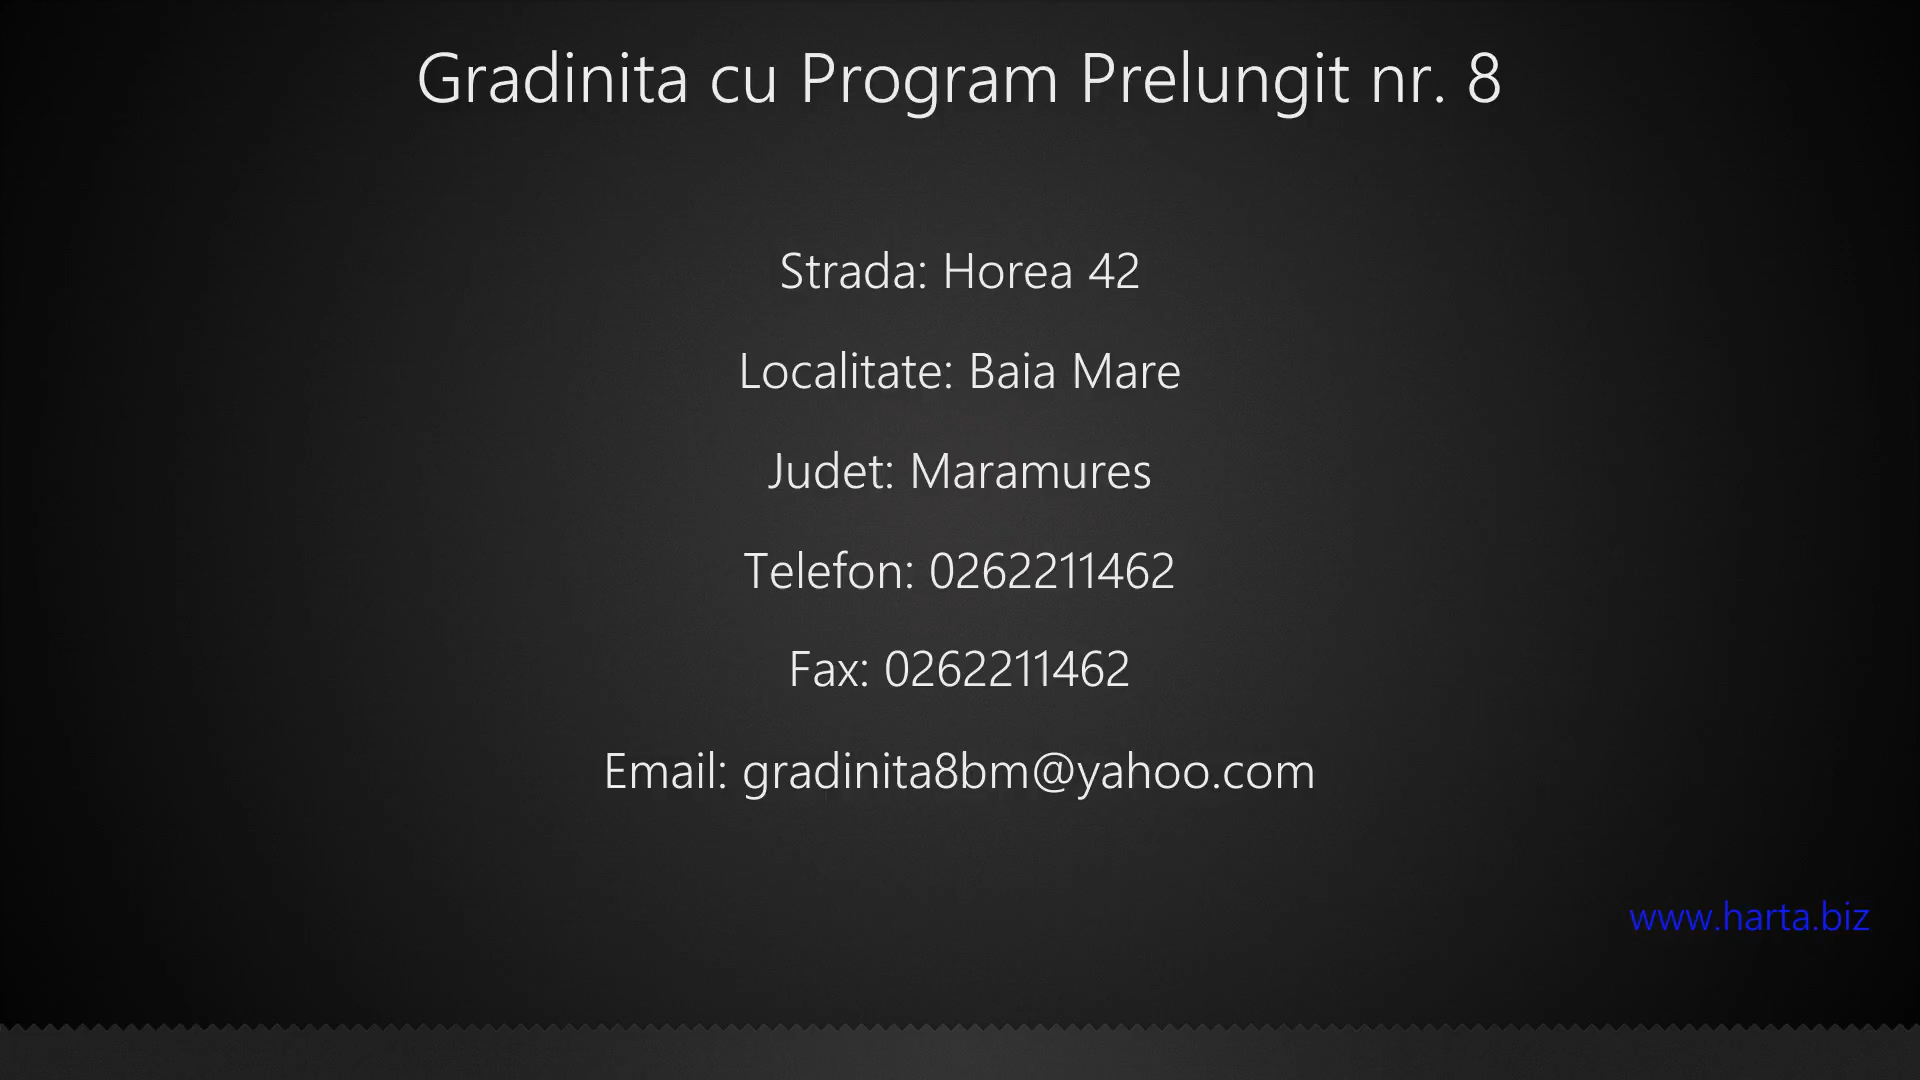 Gradinita cu Program Prelungit nr. 8
Strada: Horea 42
Localitate: Baia Mare
Judet: Maramures
Telefon: 0262211462
Fax: 0262211462
Email: gradinita8bm@yahoo.com
www.harta.biz